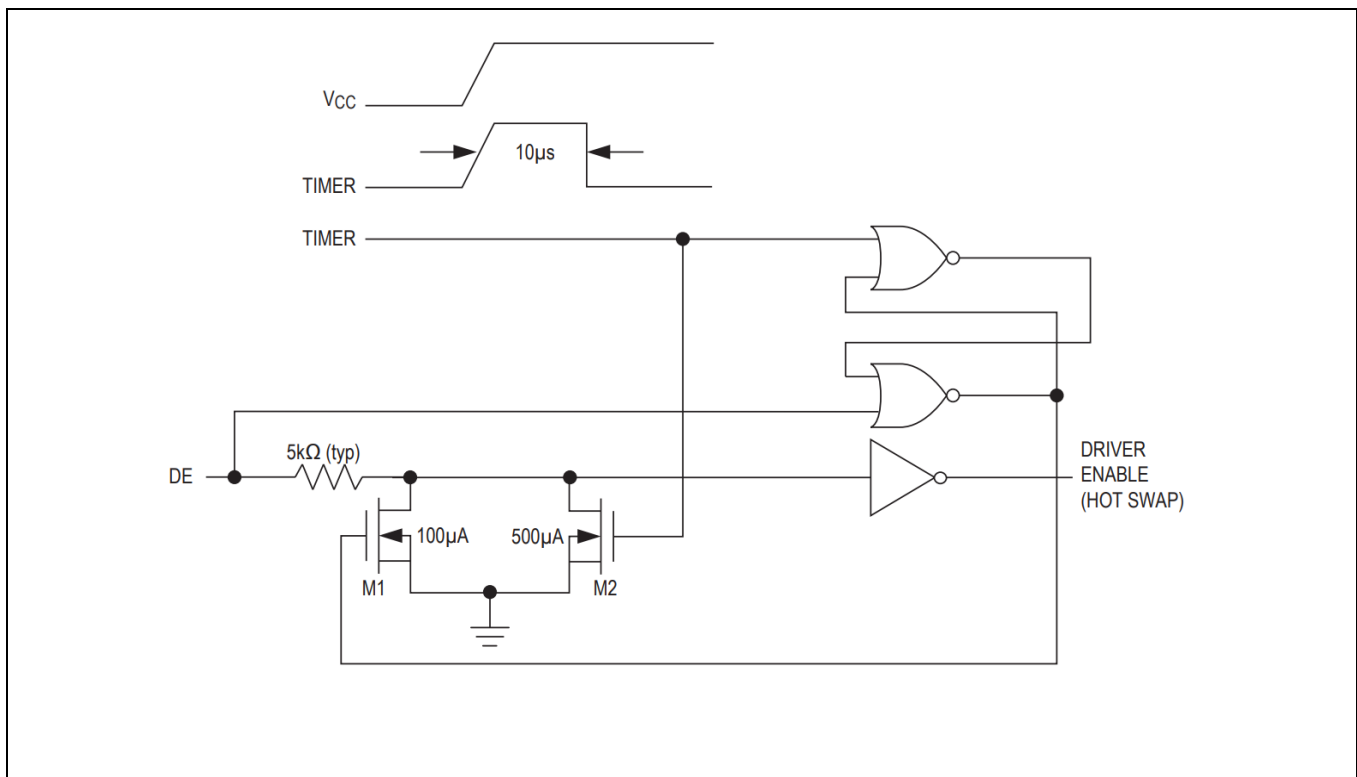 VCC
10µs
TIMER
TIMER
5kΩ (typ)
DE
DRIVER
ENABLE
(HOT SWAP)
100µA
500µA
M1
M2